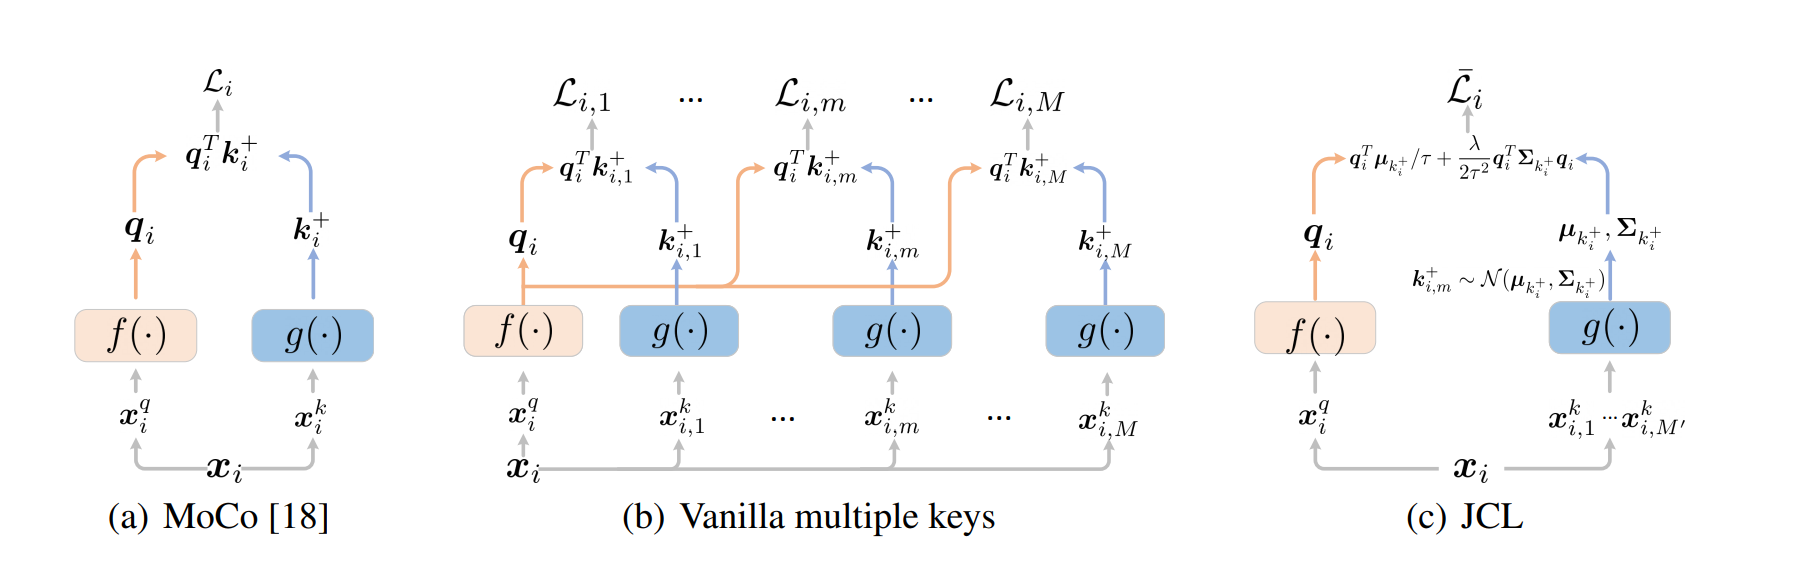 $\mathcal{L}_i$
$\boldsymbol{q}_i^T \boldsymbol{k}_i^+$
$\boldsymbol{q}_i$ $\boldsymbol{k}_i^+$
$f(\cdot)$ $g(\cdot)$
$\boldsymbol{x}_i^q$ $\boldsymbol{x}_i^k$
$\boldsymbol{x}_i$
(a) MoCo [18]
$\mathcal{L}_{i,1}$ ... $\mathcal{L}_{i,m}$ ... $\mathcal{L}_{i,M}$
$\boldsymbol{q}_i^T \boldsymbol{k}_{i,1}^+$ $\boldsymbol{q}_i^T \boldsymbol{k}_{i,m}^+$ $\boldsymbol{q}_i^T \boldsymbol{k}_{i,M}^+$
$\boldsymbol{q}_i$ $\boldsymbol{k}_{i,1}^+$ $\boldsymbol{k}_{i,m}^+$ $\boldsymbol{k}_{i,M}^+$
$f(\cdot)$ $g(\cdot)$ $g(\cdot)$ $g(\cdot)$
$\boldsymbol{x}_i^q$ $\boldsymbol{x}_{i,1}^k$ ... $\boldsymbol{x}_{i,m}^k$ ... $\boldsymbol{x}_{i,M}^k$
$\boldsymbol{x}_i$
(b) Vanilla multiple keys
$\bar{\mathcal{L}}_i$
$\boldsymbol{q}_i^T \boldsymbol{\mu}_{k_i^+}/\tau + \frac{\lambda}{2\tau^2} \boldsymbol{q}_i^T \boldsymbol{\Sigma}_{k_i^+} \boldsymbol{q}_i$
$\boldsymbol{q}_i$ $\boldsymbol{\mu}_{k_i^+}, \boldsymbol{\Sigma}_{k_i^+}$
$\boldsymbol{k}_{i,m}^+ \sim \mathcal{N}(\boldsymbol{\mu}_{k_i^+}, \boldsymbol{\Sigma}_{k_i^+})$
$f(\cdot)$ $g(\cdot)$
$\boldsymbol{x}_i^q$ $\boldsymbol{x}_{i,1}^k \cdots \boldsymbol{x}_{i,M'}^k$
$\boldsymbol{x}_i$
(c) JCL